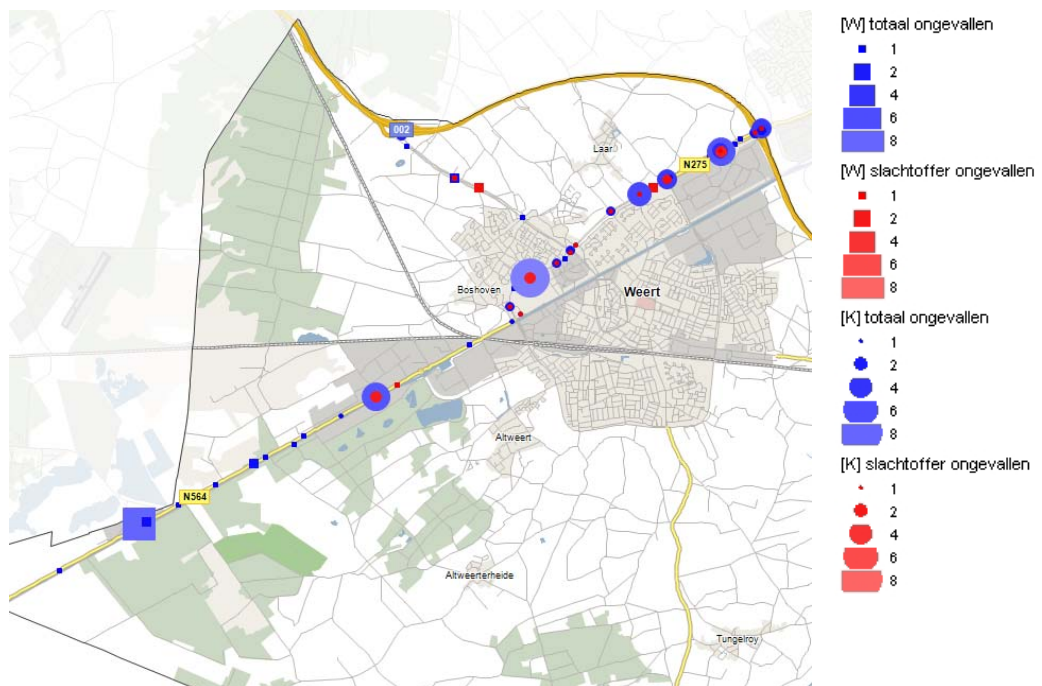 002
Laar
N275
Boshoven
Weert
Altweert
N564
Altweerterheide
Tungelroy
[W] totaal ongevallen
1
2
4
6
8
[W] slachtoffer ongevallen
1
2
4
6
8
[K] totaal ongevallen
1
2
4
6
8
[K] slachtoffer ongevallen
1
2
4
6
8